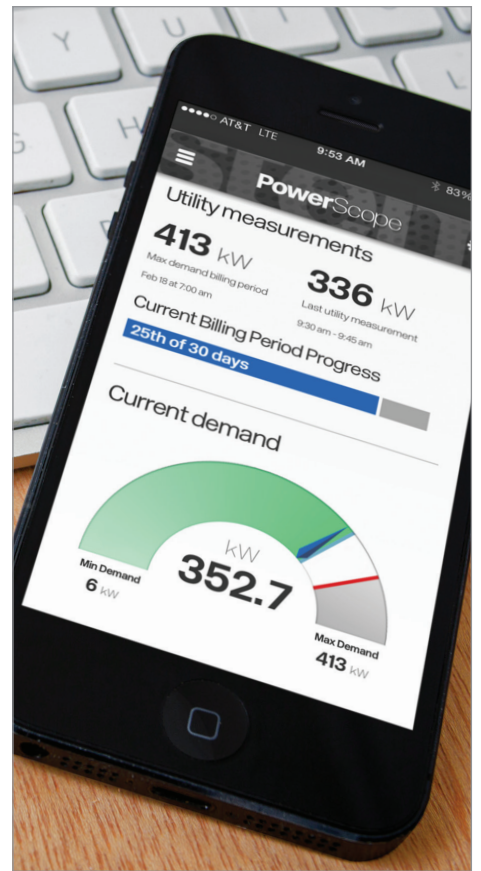 Y U I
G H L
AT&T LTE 9:53 AM 83%
PowerScope
Utility measurements
413 kW 336 kW
Max demand billing period Last utility measurement
Feb 18 at 7:00 am 9:30 am - 9:45 am
Current Billing Period Progress
25th of 30 days
Current demand
kW
352.7
Min Demand Max Demand
6 kW 413 kW